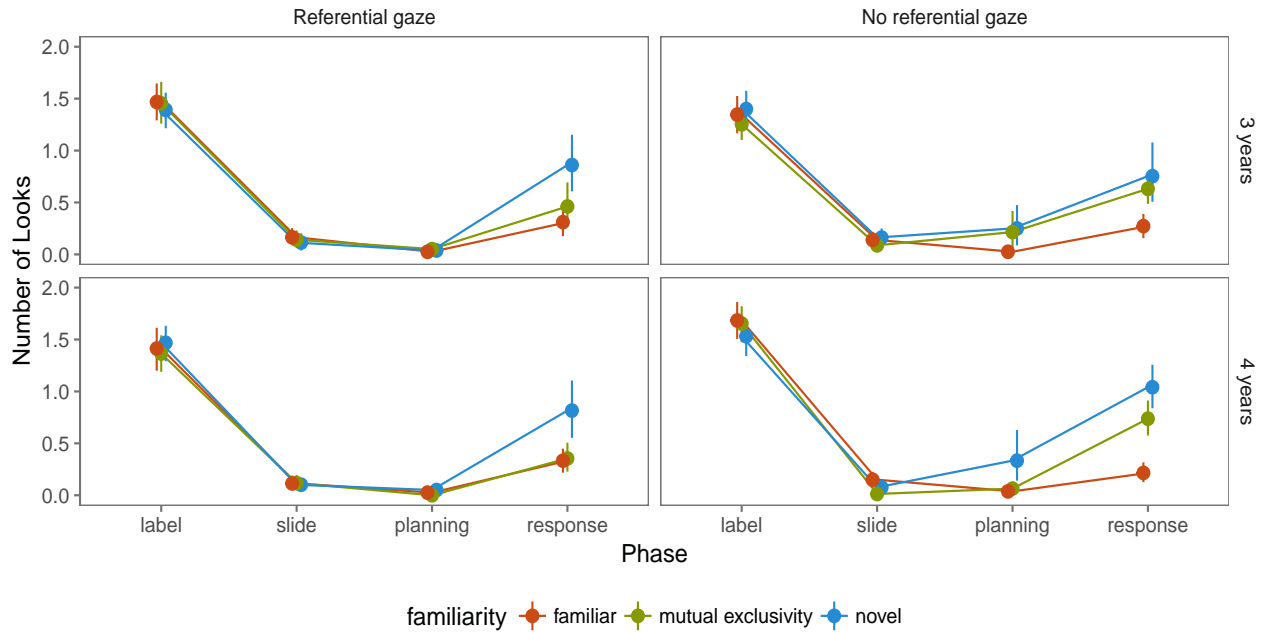 Referential gaze
No referential gaze
2.0
1.5
1.0
0.5
0.0
3 years
2.0
1.5
1.0
0.5
0.0
4 years
Number of Looks
label slide planning response
label slide planning response
Phase
familiarity familiar mutual exclusivity novel